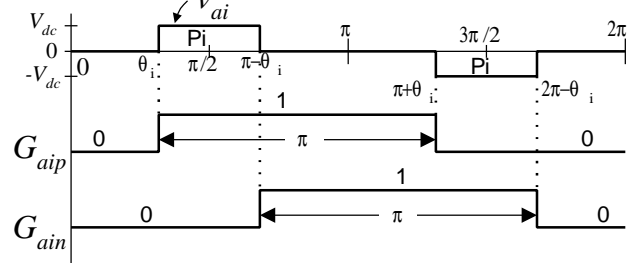 V_dc v_ai
Pi 3π/2 2π
0 π
0 θ_i π/2 π-θ_i Pi
-V_dc π+θ_i 2π-θ_i
1
0 π 0
G_aip
1
0 π 0
G_ain